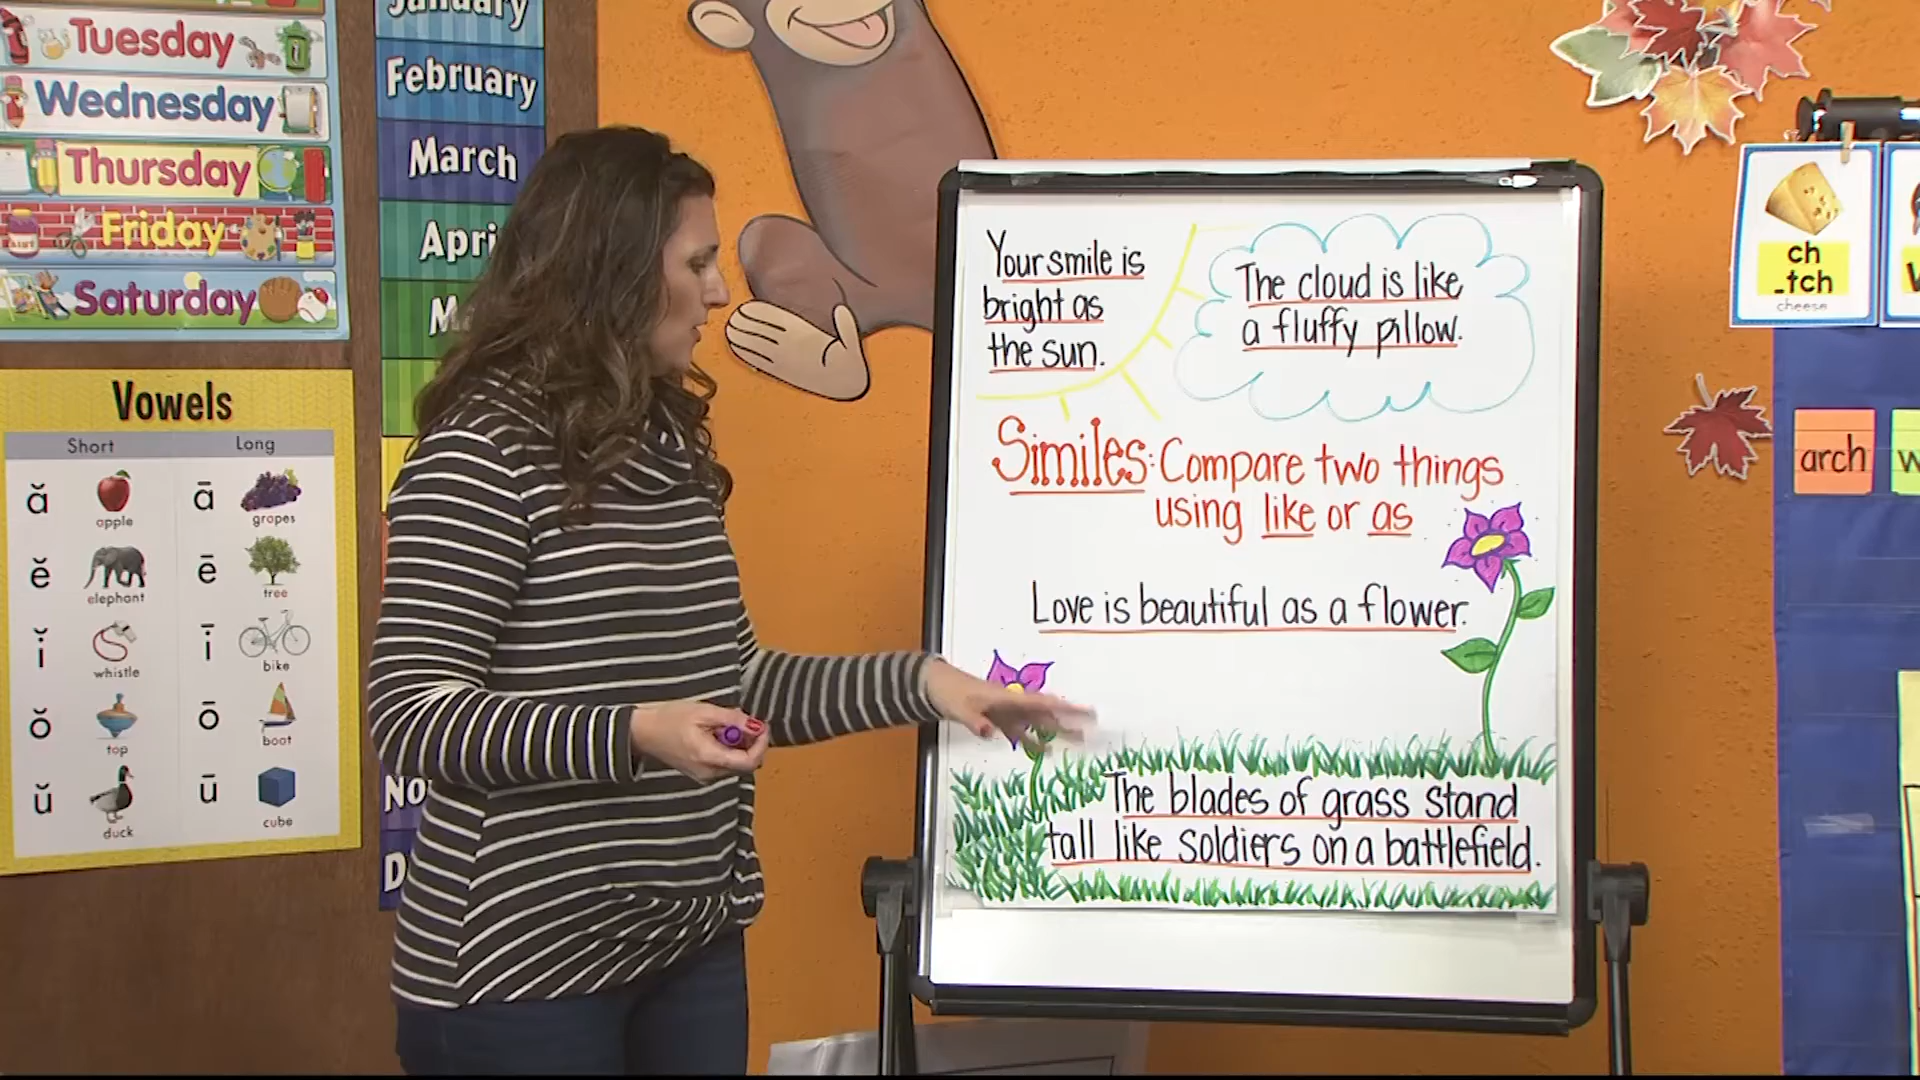 Tuesday
Wednesday
Thursday
Friday
Saturday
January
February
March
Vowels
Short
Long
ă
apple
ā
grapes
ĕ
elephant
ē
tree
ĭ
whistle
ī
bike
ŏ
top
ō
boat
ŭ
duck
ū
cube
Your smile is
bright as
the sun.
The cloud is like
a fluffy pillow.
Similes: Compare two things
using like or as
Love is beautiful as a flower.
The blades of grass stand
tall like soldiers on a battlefield.
ch
_tch
cheese
arch